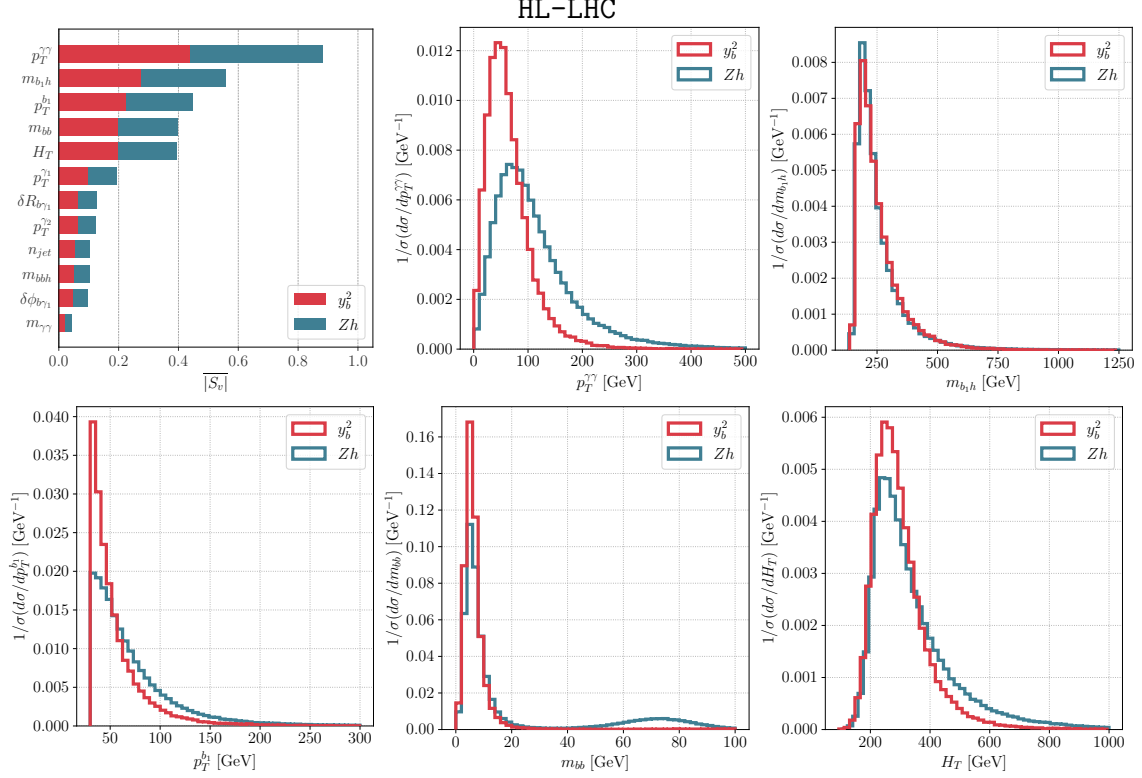 HL-LHC
p_T^{γγ}
m_{b_1h}
p_T^{b_1}
m_{bb}
H_T
p_T^{γ_1}
δR_{bγ_1}
p_T^{γ_2}
n_{jet}
m_{bbh}
δϕ_{bγ_1}
m_{γγ}
0.0 0.2 0.4 0.6 0.8 1.0
|S_v|
y_b^2
Zh
1/σ(dσ/dp_T^{γγ}) [GeV^{-1}]
0.012
0.010
0.008
0.006
0.004
0.002
0.000
0 100 200 300 400 500
p_T^{γγ} [GeV]
y_b^2
Zh
1/σ(dσ/dm_{b_1h}) [GeV^{-1}]
0.008
0.007
0.006
0.005
0.004
0.003
0.002
0.001
0.000
250 500 750 1000 1250
m_{b_1h} [GeV]
y_b^2
Zh
1/σ(dσ/dp_T^{b_1}) [GeV^{-1}]
0.040
0.035
0.030
0.025
0.020
0.015
0.010
0.005
0.000
50 100 150 200 250 300
p_T^{b_1} [GeV]
y_b^2
Zh
1/σ(dσ/dm_{bb}) [GeV^{-1}]
0.16
0.14
0.12
0.10
0.08
0.06
0.04
0.02
0.00
0 20 40 60 80 100
m_{bb} [GeV]
y_b^2
Zh
1/σ(dσ/dH_T) [GeV^{-1}]
0.006
0.005
0.004
0.003
0.002
0.001
0.000
200 400 600 800 1000
H_T [GeV]
y_b^2
Zh